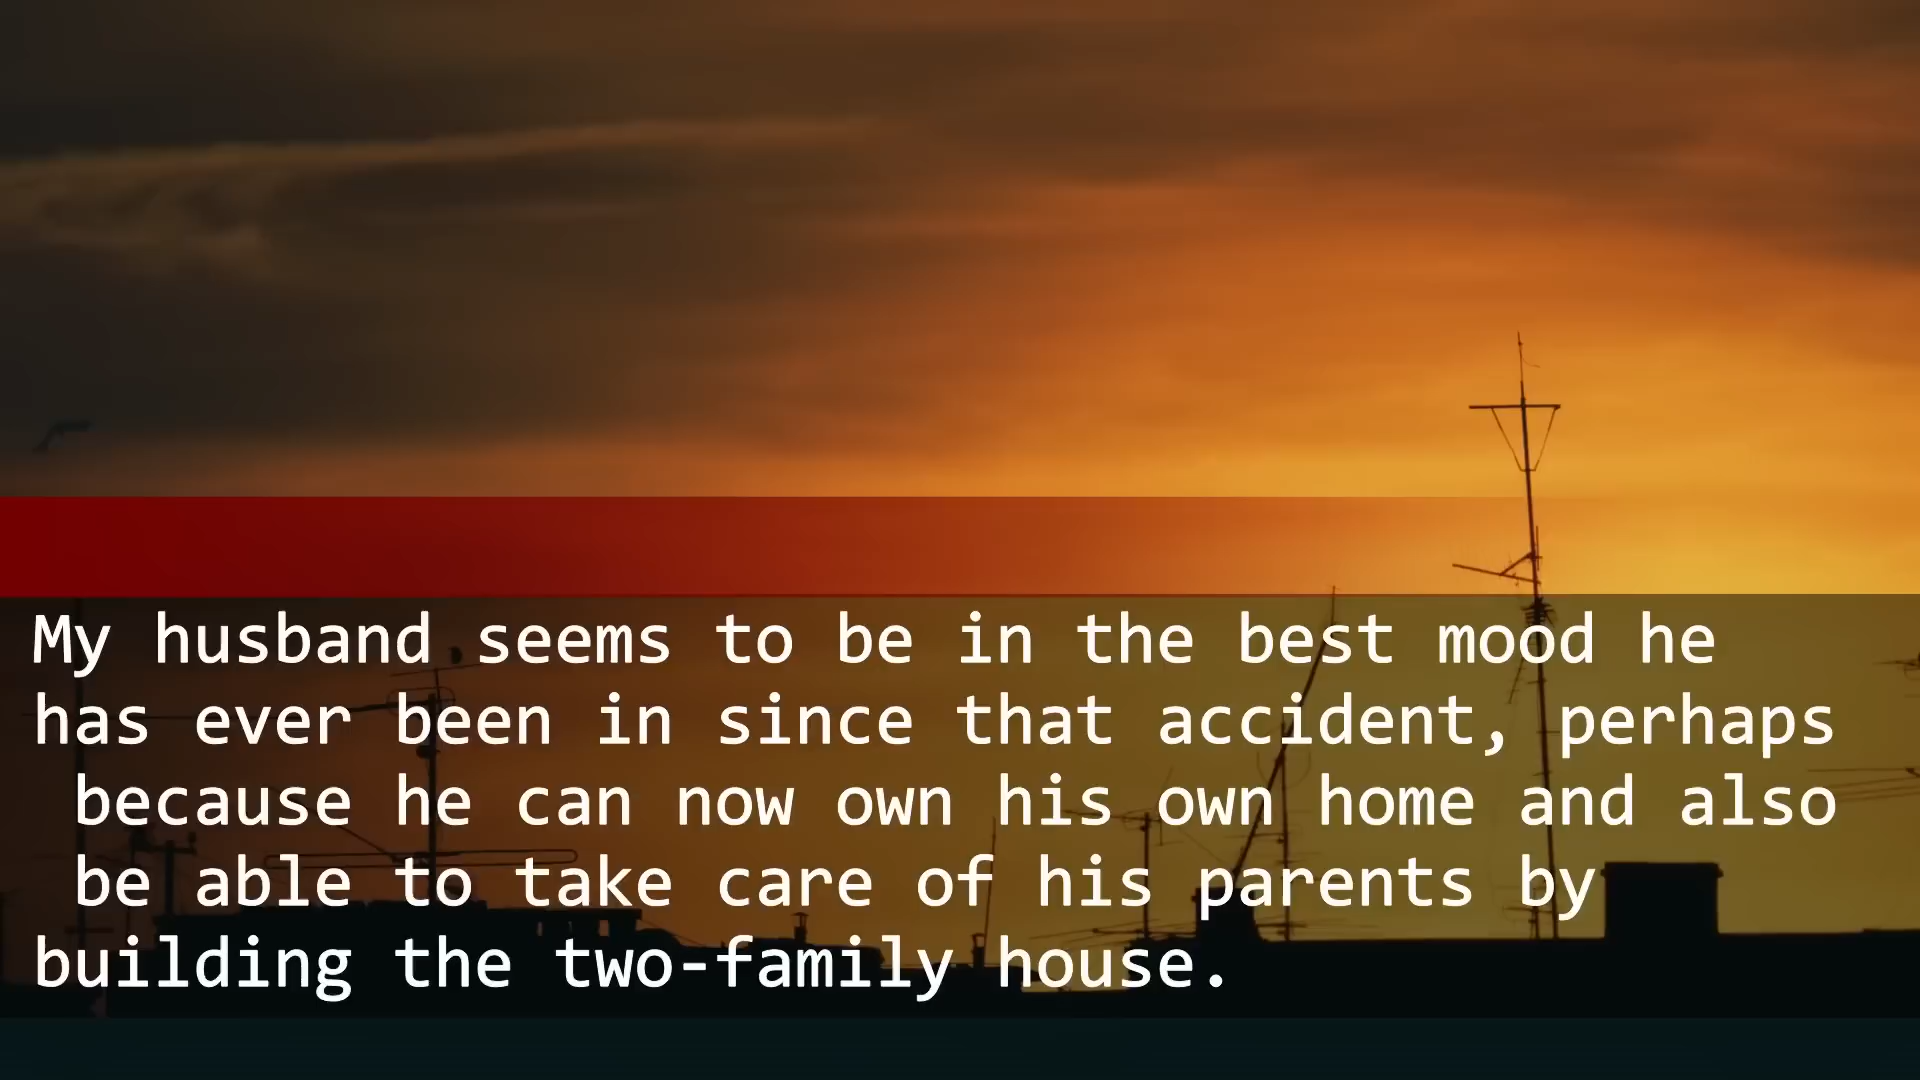 My husband seems to be in the best mood he
has ever been in since that accident, perhaps
because he can now own his own home and also
be able to take care of his parents by
building the two-family house.